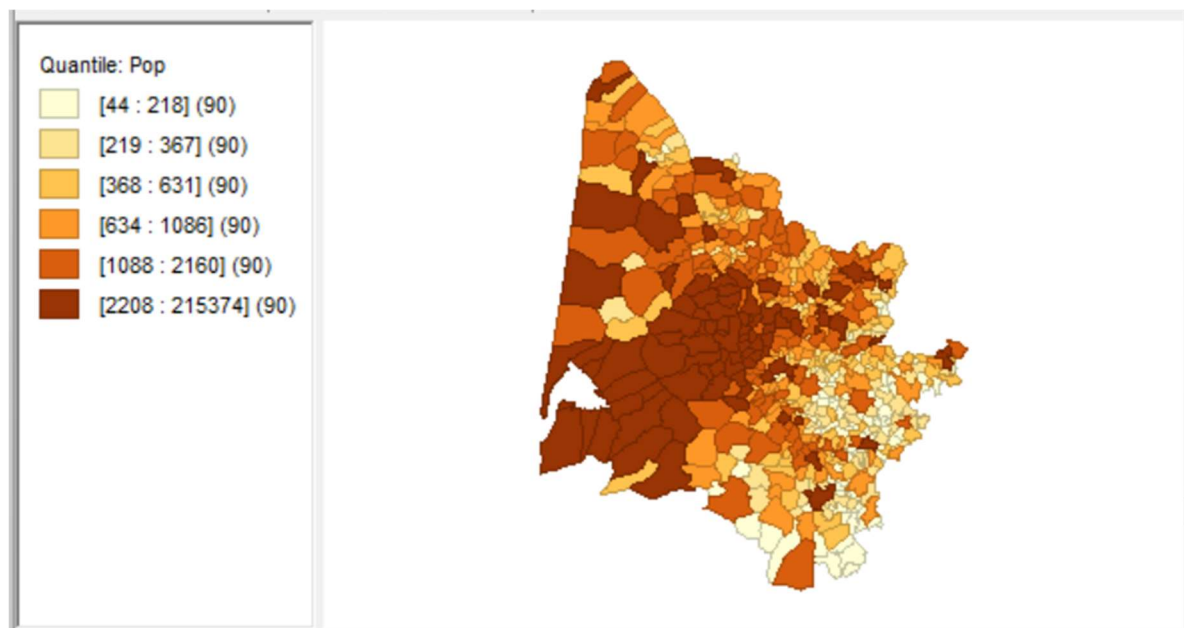 Quantile: Pop
[44 : 218] (90)
[219 : 367] (90)
[368 : 631] (90)
[634 : 1086] (90)
[1088 : 2160] (90)
[2208 : 215374] (90)